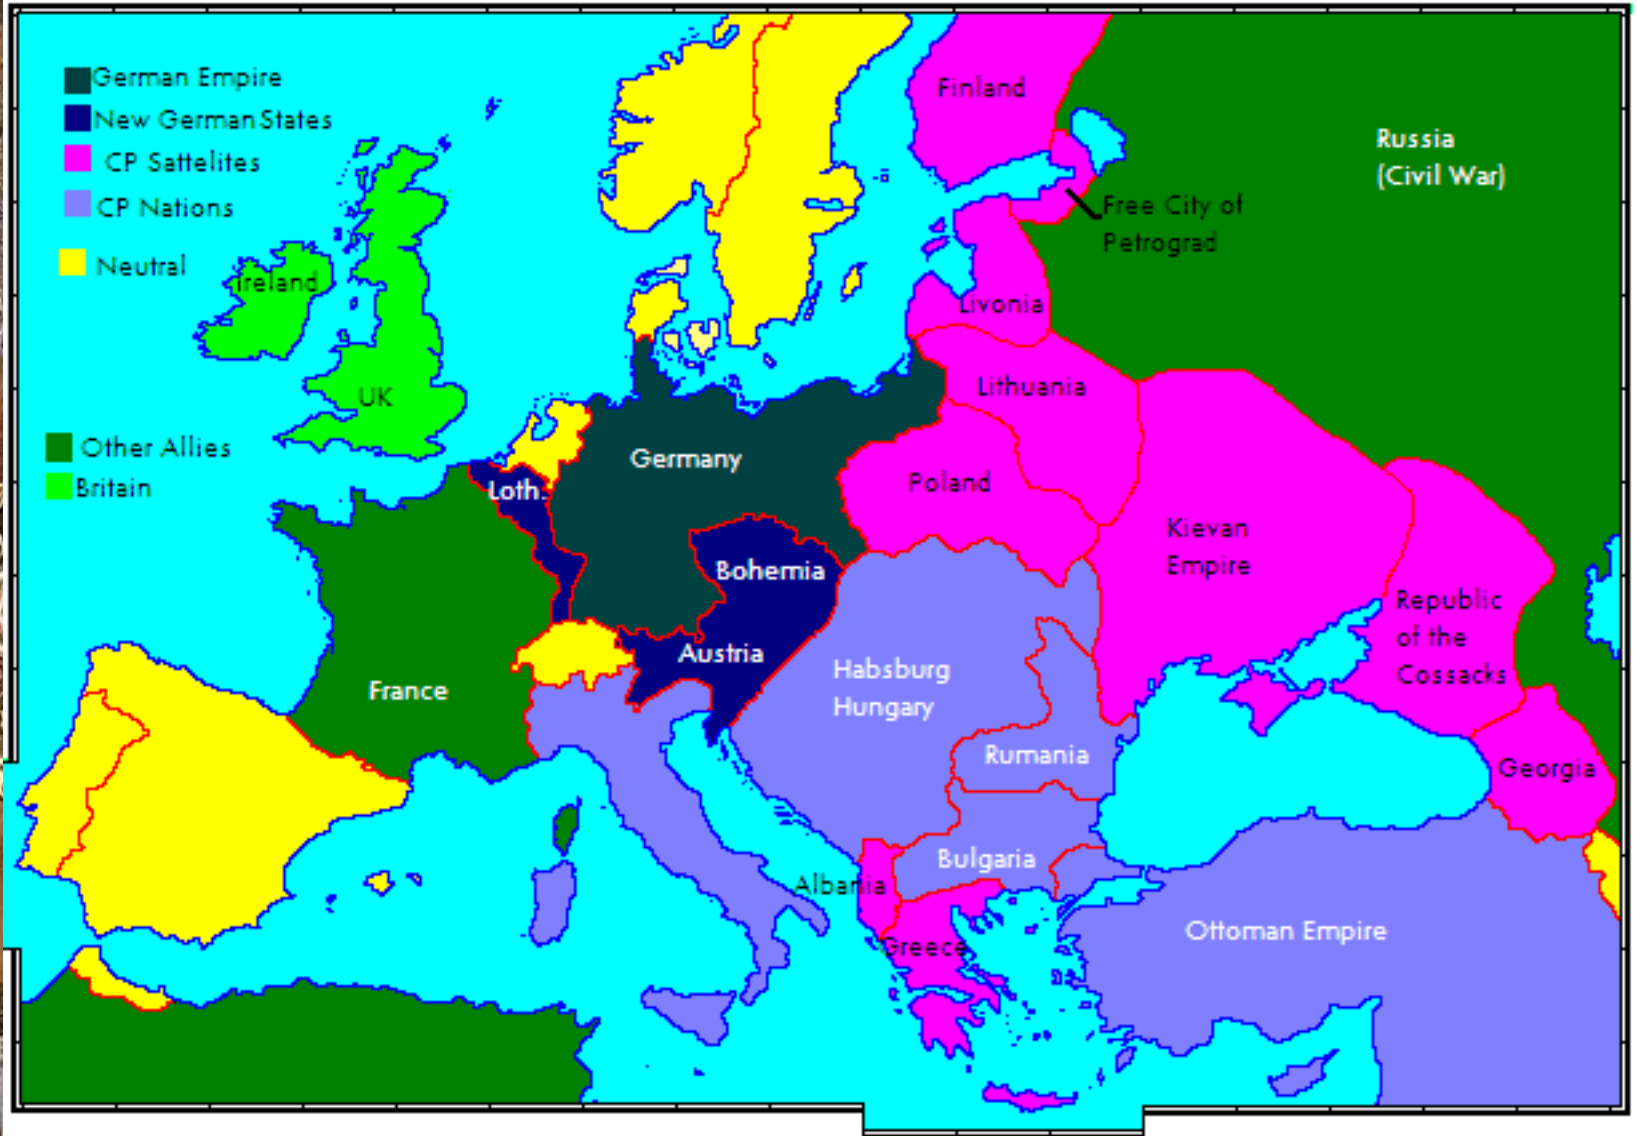 German Empire
New German States
CP Sattelites
CP Nations
Neutral
Other Allies
Britain
Finland
Russia
(Civil War)
Free City of
Petrograd
Ireland
Livonia
UK
Lithuania
Germany
Poland
Loth.
Kievan
Empire
Bohemia
Republic
of the
Cossacks
Austria
Habsburg
Hungary
France
Rumania
Georgia
Bulgaria
Albania
Ottoman Empire
Greece